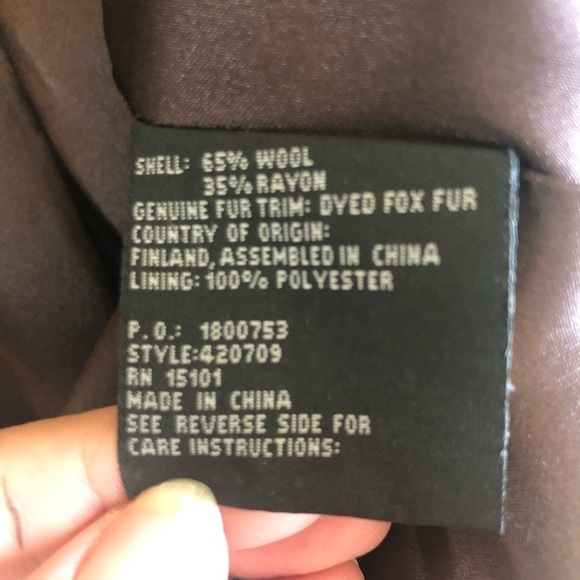 SHELL: 65% WOOL
35% RAYON
GENUINE FUR TRIM: DYED FOX FUR
COUNTRY OF ORIGIN:
FINLAND, ASSEMBLED IN CHINA
LINING: 100% POLYESTER
P.O.: 1800753
STYLE:420709
RN 15101
MADE IN CHINA
SEE REVERSE SIDE FOR
CARE INSTRUCTIONS: